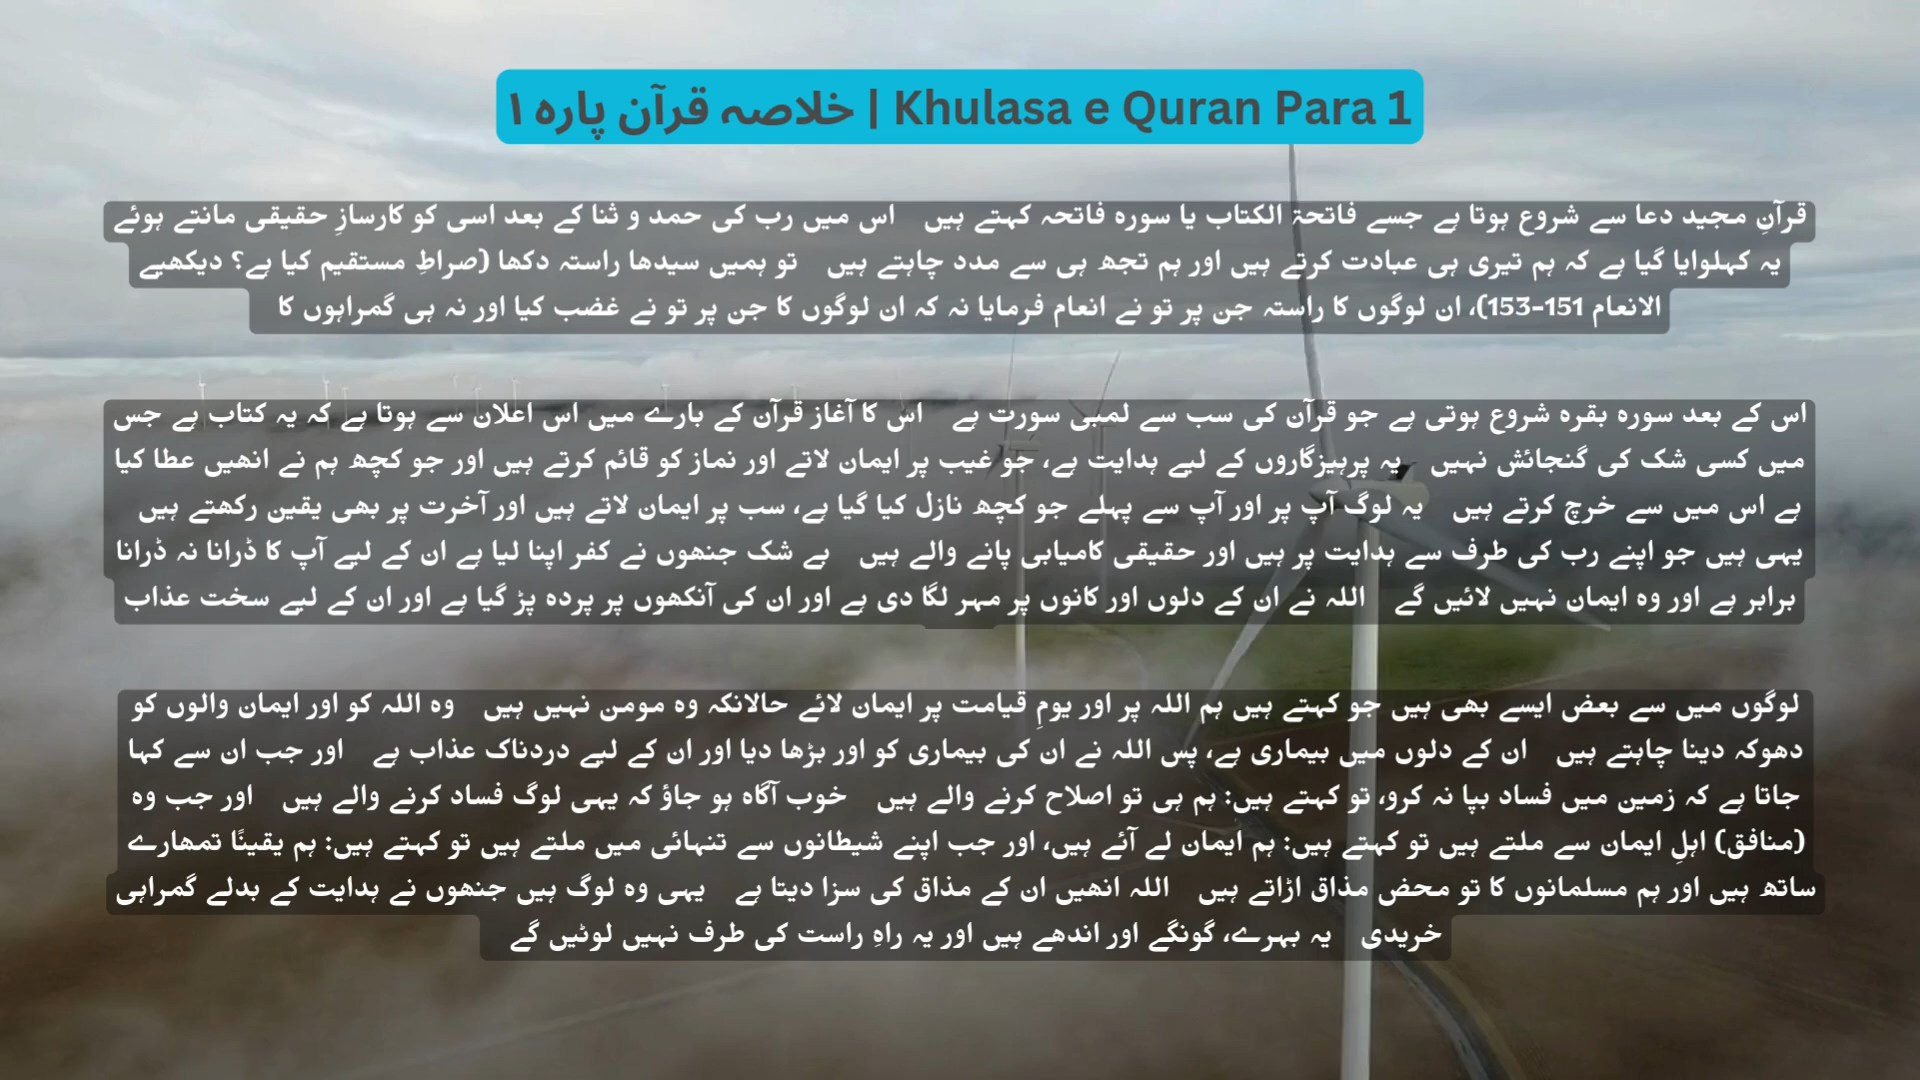 خلاصہ قرآن پارہ ۱ | Khulasa e Quran Para 1
قرآنِ مجید دعا سے شروع ہوتا ہے جسے فاتحۃ الکتاب یا سورہ فاتحہ کہتے ہیں اس میں رب کی حمد و ثنا کے بعد اسی کو کارسازِ حقیقی مانتے ہوئے
یہ کہلوایا گیا ہے کہ ہم تیری ہی عبادت کرتے ہیں اور ہم تجھ ہی سے مدد چاہتے ہیں تو ہمیں سیدھا راستہ دکھا (صراطِ مستقیم کیا ہے؟ دیکھیے
الانعام 151-153)، ان لوگوں کا راستہ جن پر تو نے انعام فرمایا نہ کہ ان لوگوں کا جن پر تو نے غضب کیا اور نہ ہی گمراہوں کا
اس کے بعد سورہ بقرہ شروع ہوتی ہے جو قرآن کی سب سے لمبی سورت ہے اس کا آغاز قرآن کے بارے میں اس اعلان سے ہوتا ہے کہ یہ کتاب ہے جس
میں کسی شک کی گنجائش نہیں یہ پرہیزگاروں کے لیے ہدایت ہے، جو غیب پر ایمان لاتے اور نماز کو قائم کرتے ہیں اور جو کچھ ہم نے انھیں عطا کیا
ہے اس میں سے خرچ کرتے ہیں یہ لوگ آپ پر اور آپ سے پہلے جو کچھ نازل کیا گیا ہے، سب پر ایمان لاتے ہیں اور آخرت پر بھی یقین رکھتے ہیں
یہی ہیں جو اپنے رب کی طرف سے ہدایت پر ہیں اور حقیقی کامیابی پانے والے ہیں بے شک جنھوں نے کفر اپنا لیا ہے ان کے لیے آپ کا ڈرانا نہ ڈرانا
برابر ہے اور وہ ایمان نہیں لائیں گے اللہ نے ان کے دلوں اور کانوں پر مہر لگا دی ہے اور ان کی آنکھوں پر پردہ پڑ گیا ہے اور ان کے لیے سخت عذاب
لوگوں میں سے بعض ایسے بھی ہیں جو کہتے ہیں ہم اللہ پر اور یومِ قیامت پر ایمان لائے حالانکہ وہ مومن نہیں ہیں وہ اللہ کو اور ایمان والوں کو
دھوکہ دینا چاہتے ہیں ان کے دلوں میں بیماری ہے، پس اللہ نے ان کی بیماری کو اور بڑھا دیا اور ان کے لیے دردناک عذاب ہے اور جب ان سے کہا
جاتا ہے کہ زمین میں فساد بپا نہ کرو، تو کہتے ہیں: ہم ہی تو اصلاح کرنے والے ہیں خوب آگاہ ہو جاؤ کہ یہی لوگ فساد کرنے والے ہیں اور جب وہ
(منافق) اہلِ ایمان سے ملتے ہیں تو کہتے ہیں: ہم ایمان لے آئے ہیں، اور جب اپنے شیطانوں سے تنہائی میں ملتے ہیں تو کہتے ہیں: ہم یقینًا تمھارے
ساتھ ہیں اور ہم مسلمانوں کا تو محض مذاق اڑاتے ہیں اللہ انھیں ان کے مذاق کی سزا دیتا ہے یہی وہ لوگ ہیں جنھوں نے ہدایت کے بدلے گمراہی
خریدی یہ بہرے، گونگے اور اندھے ہیں اور یہ راہِ راست کی طرف نہیں لوٹیں گے